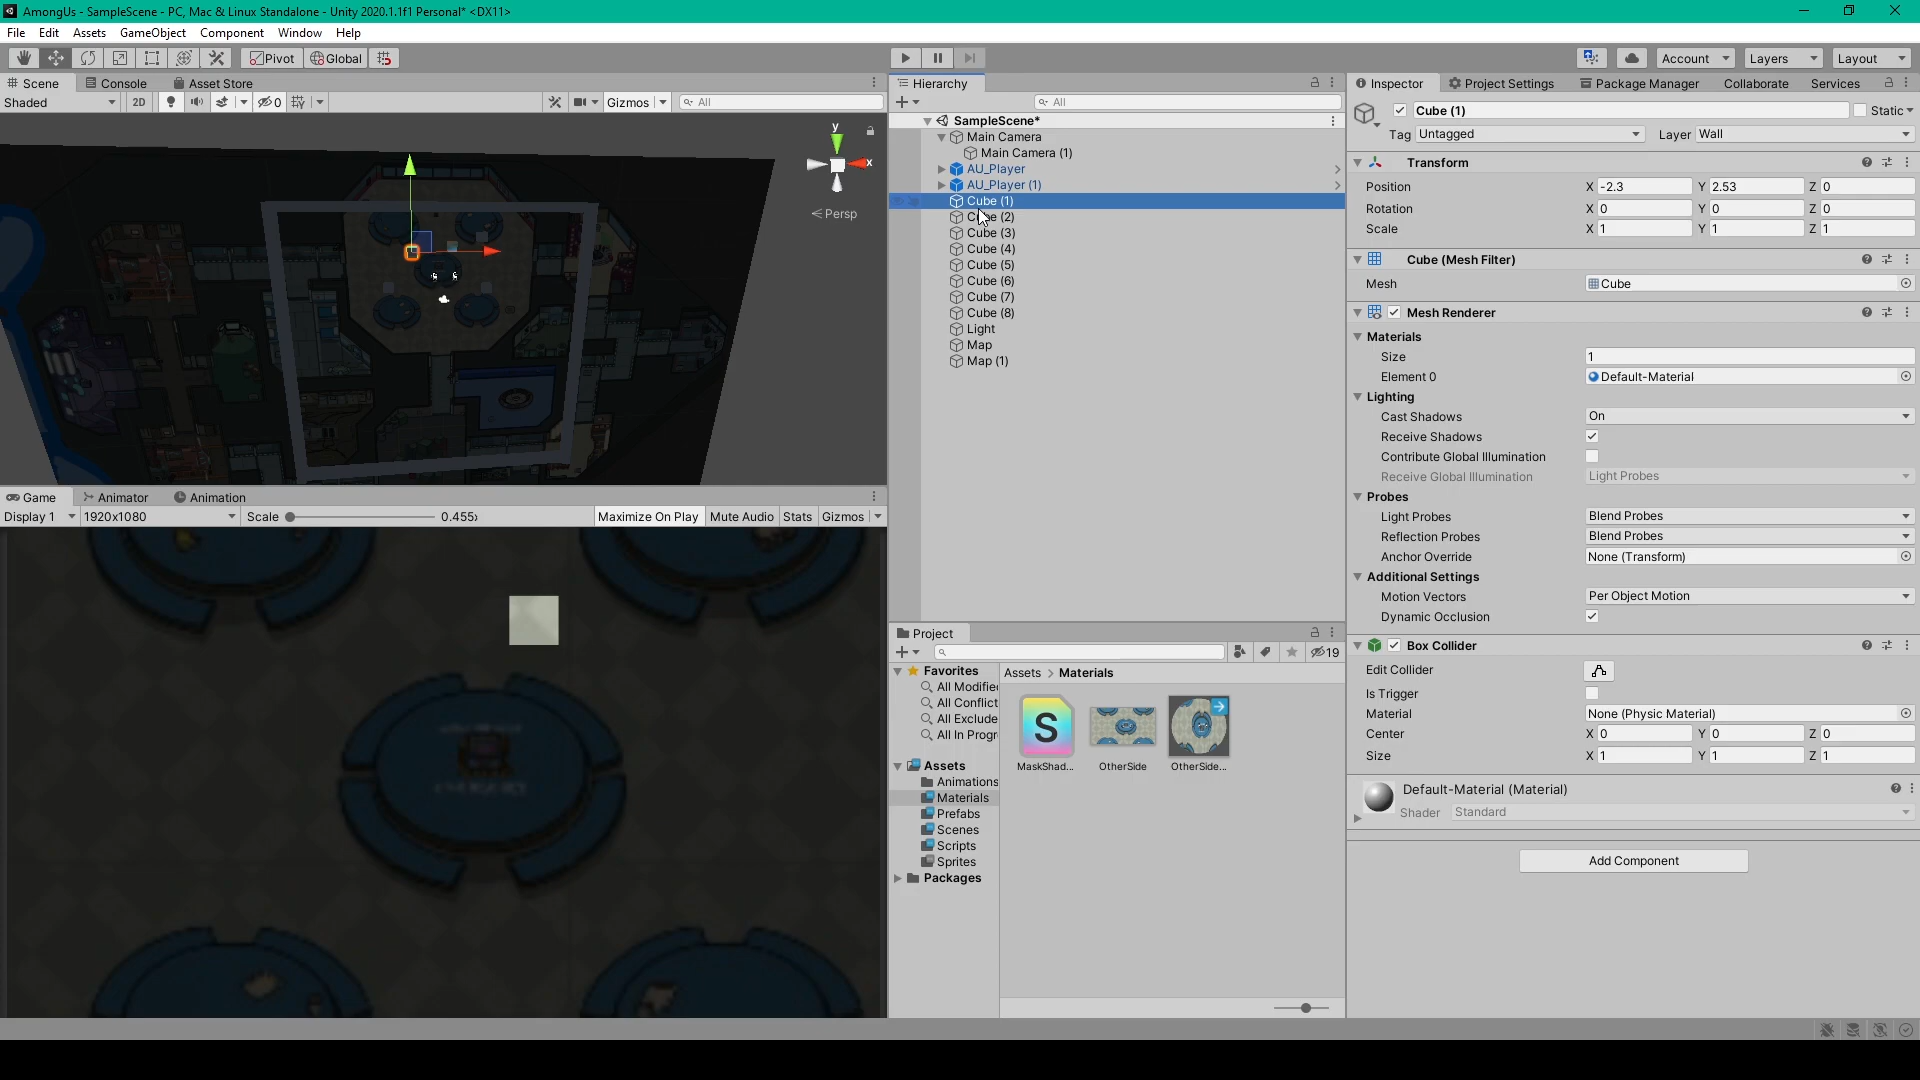 AmongUs - SampleScene - PC, Mac & Linux Standalone - Unity 2020.1.1f1 Personal* <DX11>
File Edit Assets GameObject Component Window Help
Pivot Global Account Layers Layout
Scene Console Asset Store
Shaded 2D 0 Gizmos All
y
x
Persp
Game Animator Animation
Display 1 1920x1080 Scale 0.455x Maximize On Play Mute Audio Stats Gizmos
Hierarchy
All
SampleScene*
Main Camera
Main Camera (1)
AU_Player
AU_Player (1)
Cube (1)
Cube (2)
Cube (3)
Cube (4)
Cube (5)
Cube (6)
Cube (7)
Cube (8)
Light
Map
Map (1)
Project
19
Favorites
All Modifie
All Conflict
All Exclude
All In Progr
Assets
Animations
Materials
Prefabs
Scenes
Scripts
Sprites
Packages
Assets > Materials
S
MaskShad... OtherSide OtherSide...
Inspector Project Settings Package Manager Collaborate Services
Cube (1) Static
Tag Untagged Layer Wall
Transform
Position X -2.3 Y 2.53 Z 0
Rotation X 0 Y 0 Z 0
Scale X 1 Y 1 Z 1
Cube (Mesh Filter)
Mesh Cube
Mesh Renderer
Materials
Size 1
Element 0 Default-Material
Lighting
Cast Shadows On
Receive Shadows
Contribute Global Illumination
Receive Global Illumination Light Probes
Probes
Light Probes Blend Probes
Reflection Probes Blend Probes
Anchor Override None (Transform)
Additional Settings
Motion Vectors Per Object Motion
Dynamic Occlusion
Box Collider
Edit Collider
Is Trigger
Material None (Physic Material)
Center X 0 Y 0 Z 0
Size X 1 Y 1 Z 1
Default-Material (Material)
Shader Standard
Add Component